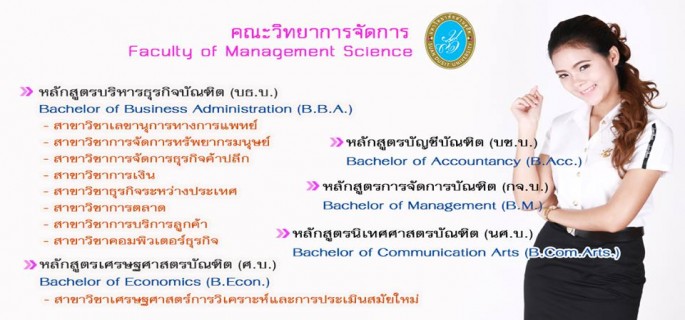 คณะวิทยาการจัดการ
Faculty of Management Science
หลักสูตรบริหารธุรกิจบัณฑิต (บธ.บ.)
Bachelor of Business Administration (B.B.A.)
- สาขาวิชาเลขานุการทางการแพทย์
- สาขาวิชาการจัดการทรัพยากรมนุษย์
- สาขาวิชาการจัดการธุรกิจค้าปลีก
- สาขาวิชาการเงิน
- สาขาวิชาธุรกิจระหว่างประเทศ
- สาขาวิชาการตลาด
- สาขาวิชาการบริการลูกค้า
- สาขาวิชาคอมพิวเตอร์ธุรกิจ
หลักสูตรเศรษฐศาสตรบัณฑิต (ศ.บ.)
Bachelor of Economics (B.Econ.)
- สาขาวิชาเศรษฐศาสตร์การวิเคราะห์และการประเมินสมัยใหม่
หลักสูตรบัญชีบัณฑิต (บช.บ.)
Bachelor of Accountancy (B.Acc.)
หลักสูตรการจัดการบัณฑิต (กจ.บ.)
Bachelor of Management (B.M.)
หลักสูตรนิเทศศาสตรบัณฑิต (นศ.บ.)
Bachelor of Communication Arts (B.Com.Arts.)